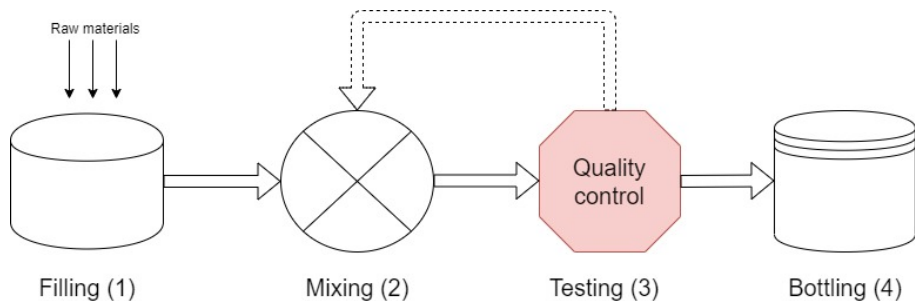 Raw materials
Quality
control
Filling (1)
Mixing (2)
Testing (3)
Bottling (4)